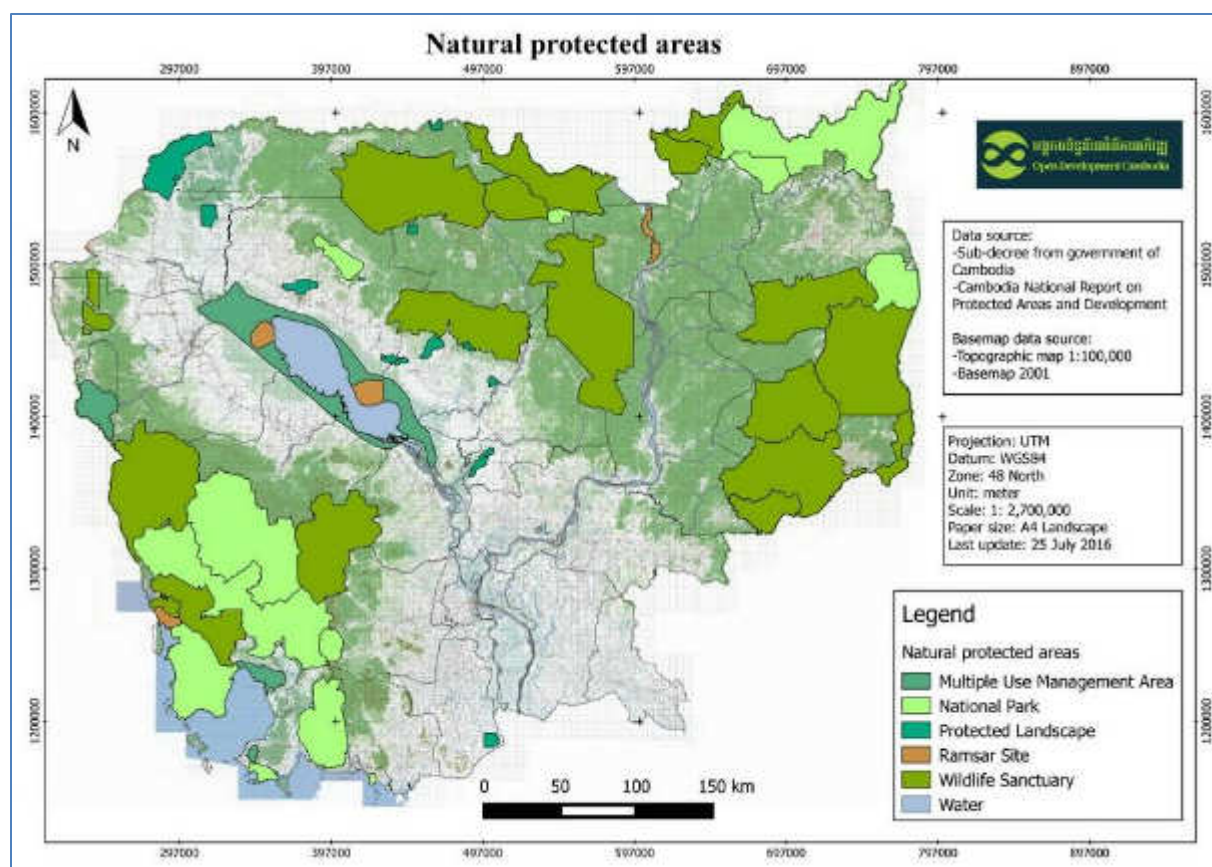 Natural protected areas
297000
397000
497000
597000
697000
797000
897000
1600000
1500000
1400000
1300000
1200000
1600000
1500000
1400000
1300000
1200000
N
Open Development Cambodia
Data source:
-Sub-decree from government of
Cambodia
-Cambodia National Report on
Protected Areas and Development
Basemap data source:
-Topographic map 1:100,000
-Basemap 2001
Projection: UTM
Datum: WGS84
Zone: 48 North
Unit: meter
Scale: 1: 2,700,000
Paper size: A4 Landscape
Last update: 25 July 2016
Legend
Natural protected areas
Multiple Use Management Area
National Park
Protected Landscape
Ramsar Site
Wildlife Sanctuary
Water
0 50 100 150 km
297000
397000
497000
597000
697000
797000
897000